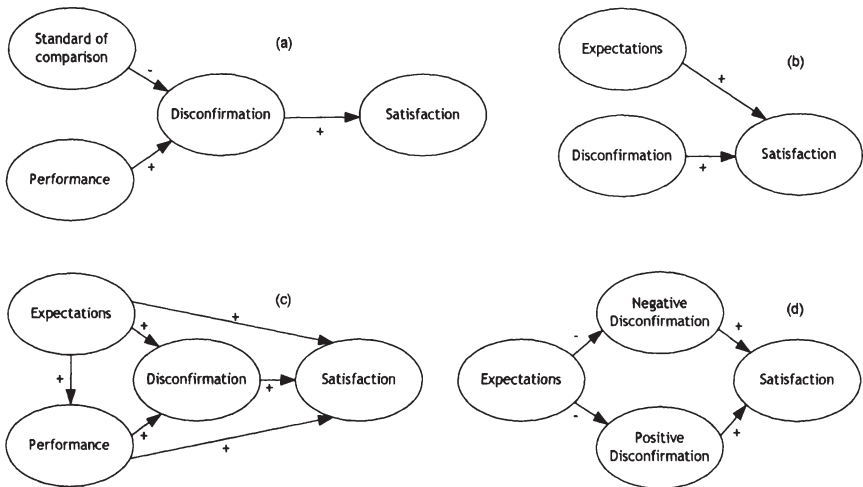 (a)
Standard of
comparison
-
Disconfirmation
+
Satisfaction
Performance
+
(b)
Expectations
+
Disconfirmation
+
Satisfaction
(c)
Expectations
+
+
+
Disconfirmation
+
Satisfaction
Performance
+
+
(d)
Negative
Disconfirmation
-
+
Expectations
Satisfaction
-
+
Positive
Disconfirmation